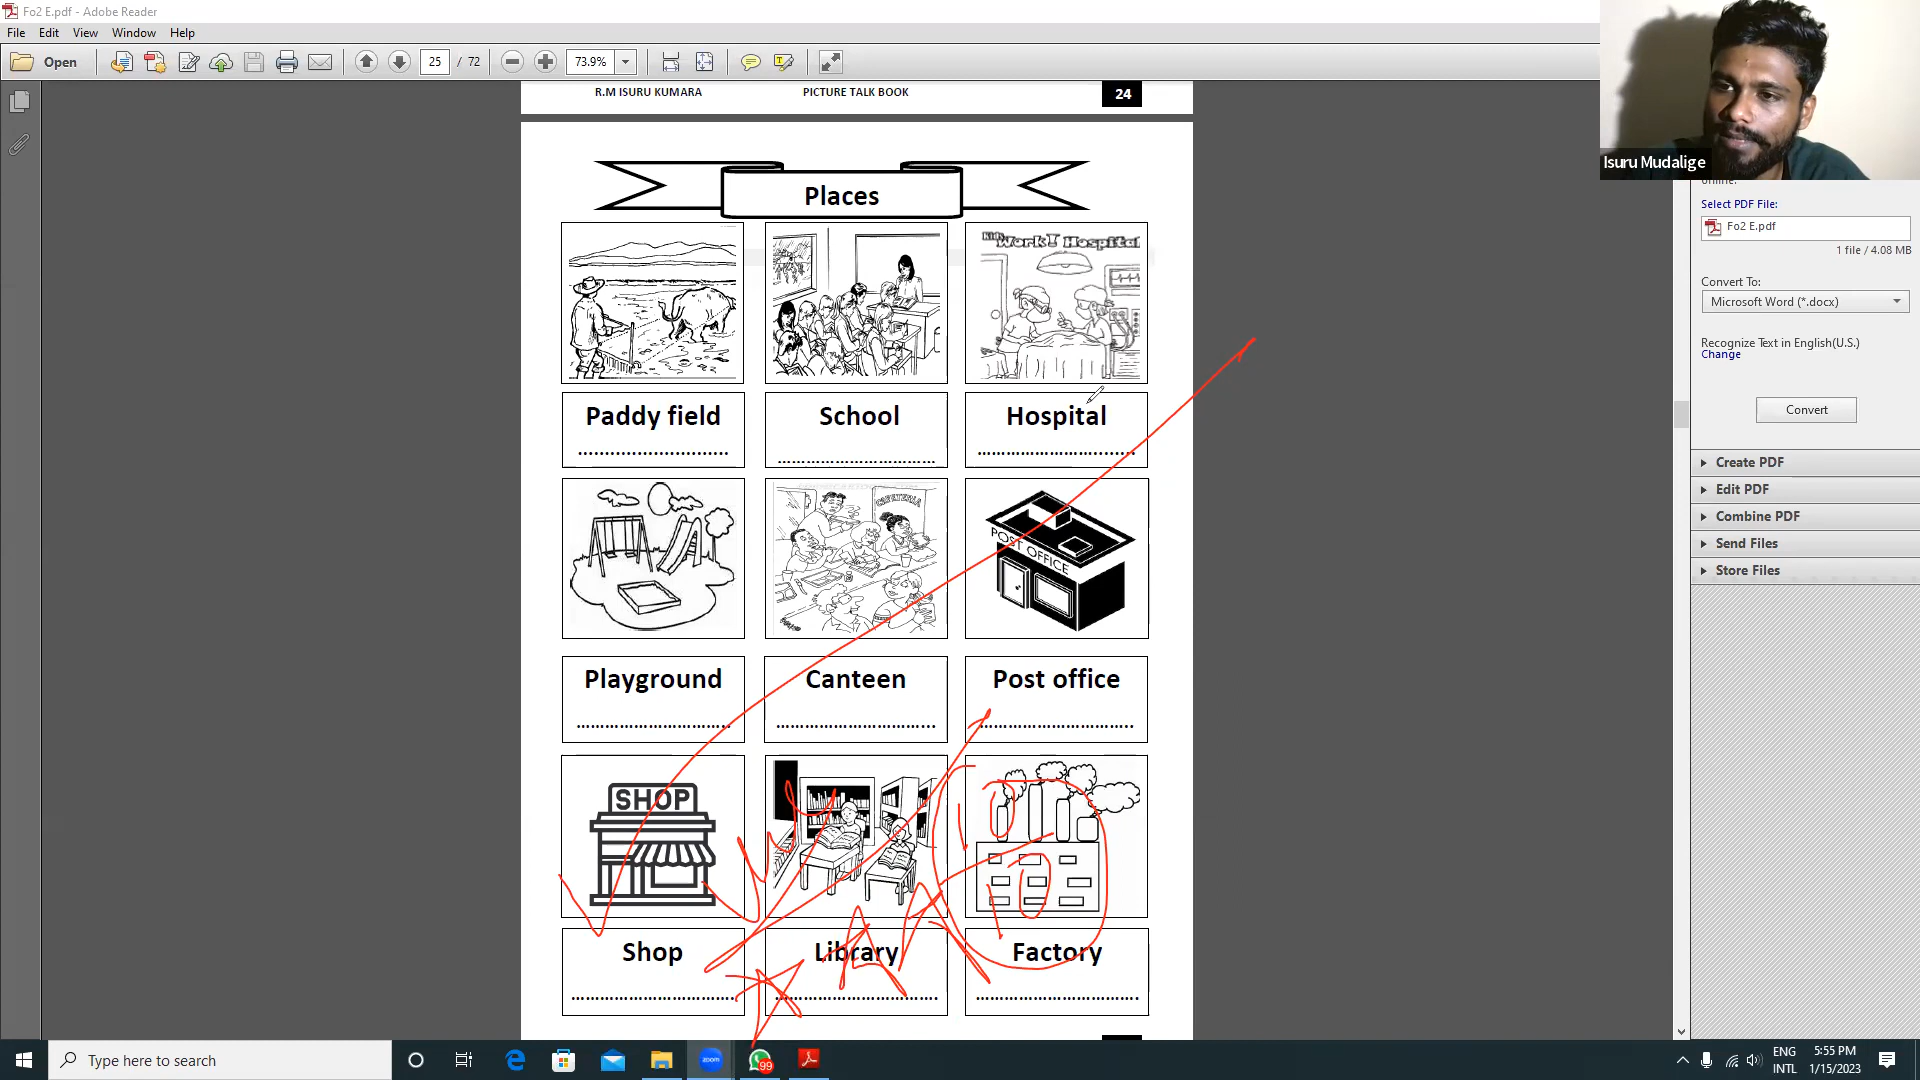 Fo2 E.pdf - Adobe Reader
File Edit View Window Help
Open
25 / 72
73.9%
R.M ISURU KUMARA PICTURE TALK BOOK 24
Isuru Mudalige
Places
Work! Hospital
Paddy field School Hospital
CAFETERIA
POST OFFICE
Playground Canteen Post office
SHOP
10
10
Shop Library Factory
Select PDF File:
Fo2 E.pdf
1 file / 4.08 MB
Convert To:
Microsoft Word (*.docx)
Recognize Text in English(U.S.)
Change
Convert
Create PDF
Edit PDF
Combine PDF
Send Files
Store Files
Type here to search
zoom
99
ENG
INTL
5:55 PM
1/15/2023